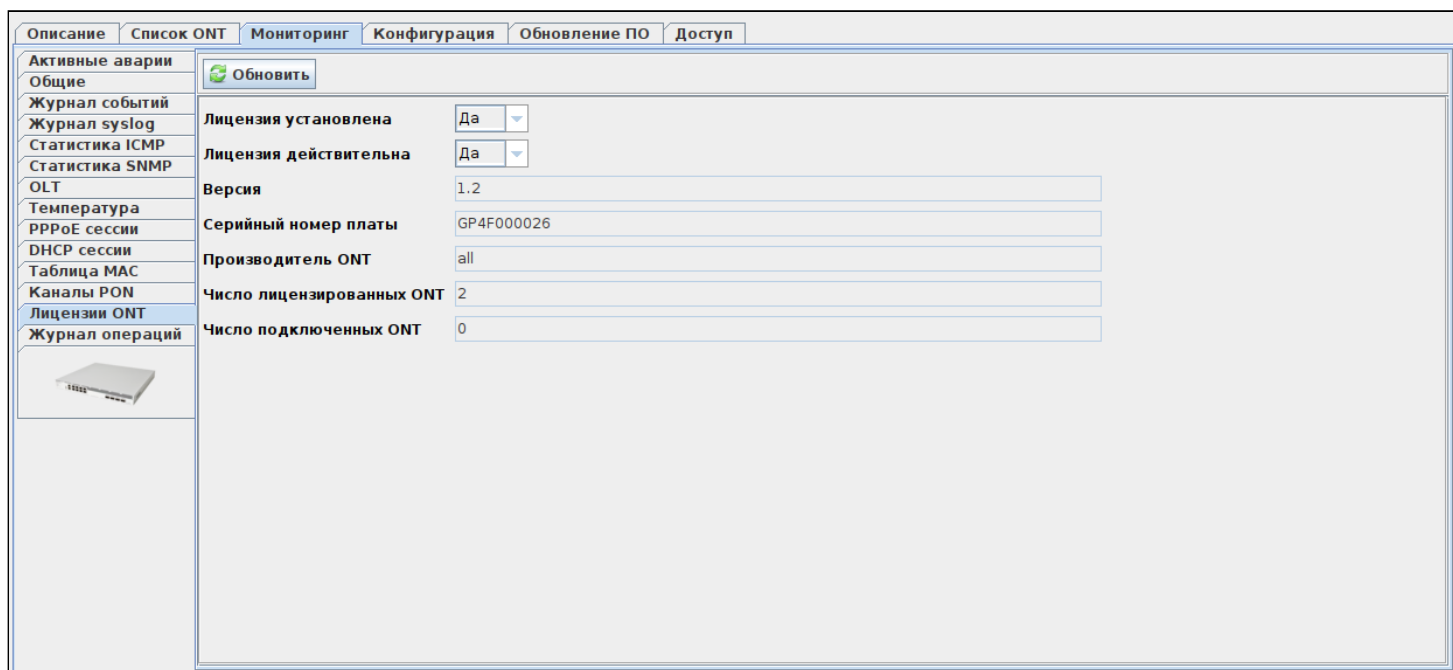 Описание Список ONT Мониторинг Конфигурация Обновление ПО Доступ
Активные аварии
Общие
Журнал событий
Журнал syslog
Статистика ICMP
Статистика SNMP
OLT
Температура
PPPoE сессии
DHCP сессии
Таблица MAC
Каналы PON
Лицензии ONT
Журнал операций
Обновить
Лицензия установлена Да
Лицензия действительна Да
Версия 1.2
Серийный номер платы GP4F000026
Производитель ONT all
Число лицензированных ONT 2
Число подключенных ONT 0